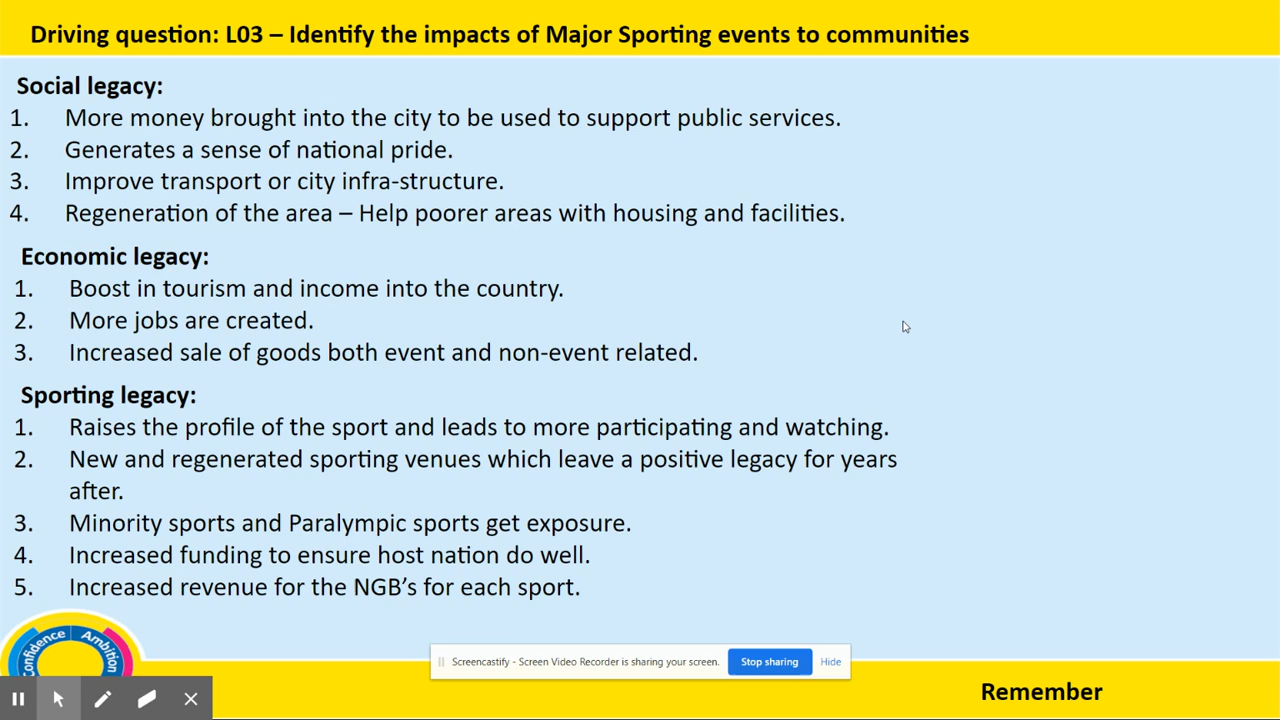 Driving question: L03 – Identify the impacts of Major Sporting events to communities
Social legacy:
1. More money brought into the city to be used to support public services.
2. Generates a sense of national pride.
3. Improve transport or city infra-structure.
4. Regeneration of the area – Help poorer areas with housing and facilities.
Economic legacy:
1. Boost in tourism and income into the country.
2. More jobs are created.
3. Increased sale of goods both event and non-event related.
Sporting legacy:
1. Raises the profile of the sport and leads to more participating and watching.
2. New and regenerated sporting venues which leave a positive legacy for years
after.
3. Minority sports and Paralympic sports get exposure.
4. Increased funding to ensure host nation do well.
5. Increased revenue for the NGB's for each sport.
Ambition
Screencastify - Screen Video Recorder is sharing your screen. Stop sharing Hide
Remember